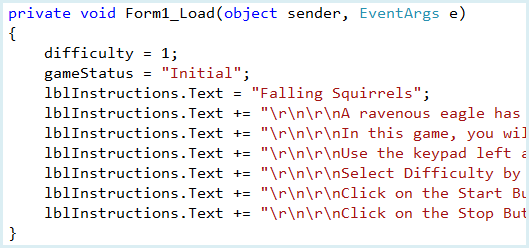 private void Form1_Load(object sender, EventArgs e)
{
difficulty = 1;
gameStatus = "Initial";
lblInstructions.Text = "Falling Squirrels";
lblInstructions.Text += "\r\n\r\nA ravenous eagle has
lblInstructions.Text += "\r\n\r\nIn this game, you wil
lblInstructions.Text += "\r\n\r\nUse the keypad left a
lblInstructions.Text += "\r\n\r\nSelect Difficulty by
lblInstructions.Text += "\r\n\r\nClick on the Start Bu
lblInstructions.Text += "\r\n\r\nClick on the Stop But
}